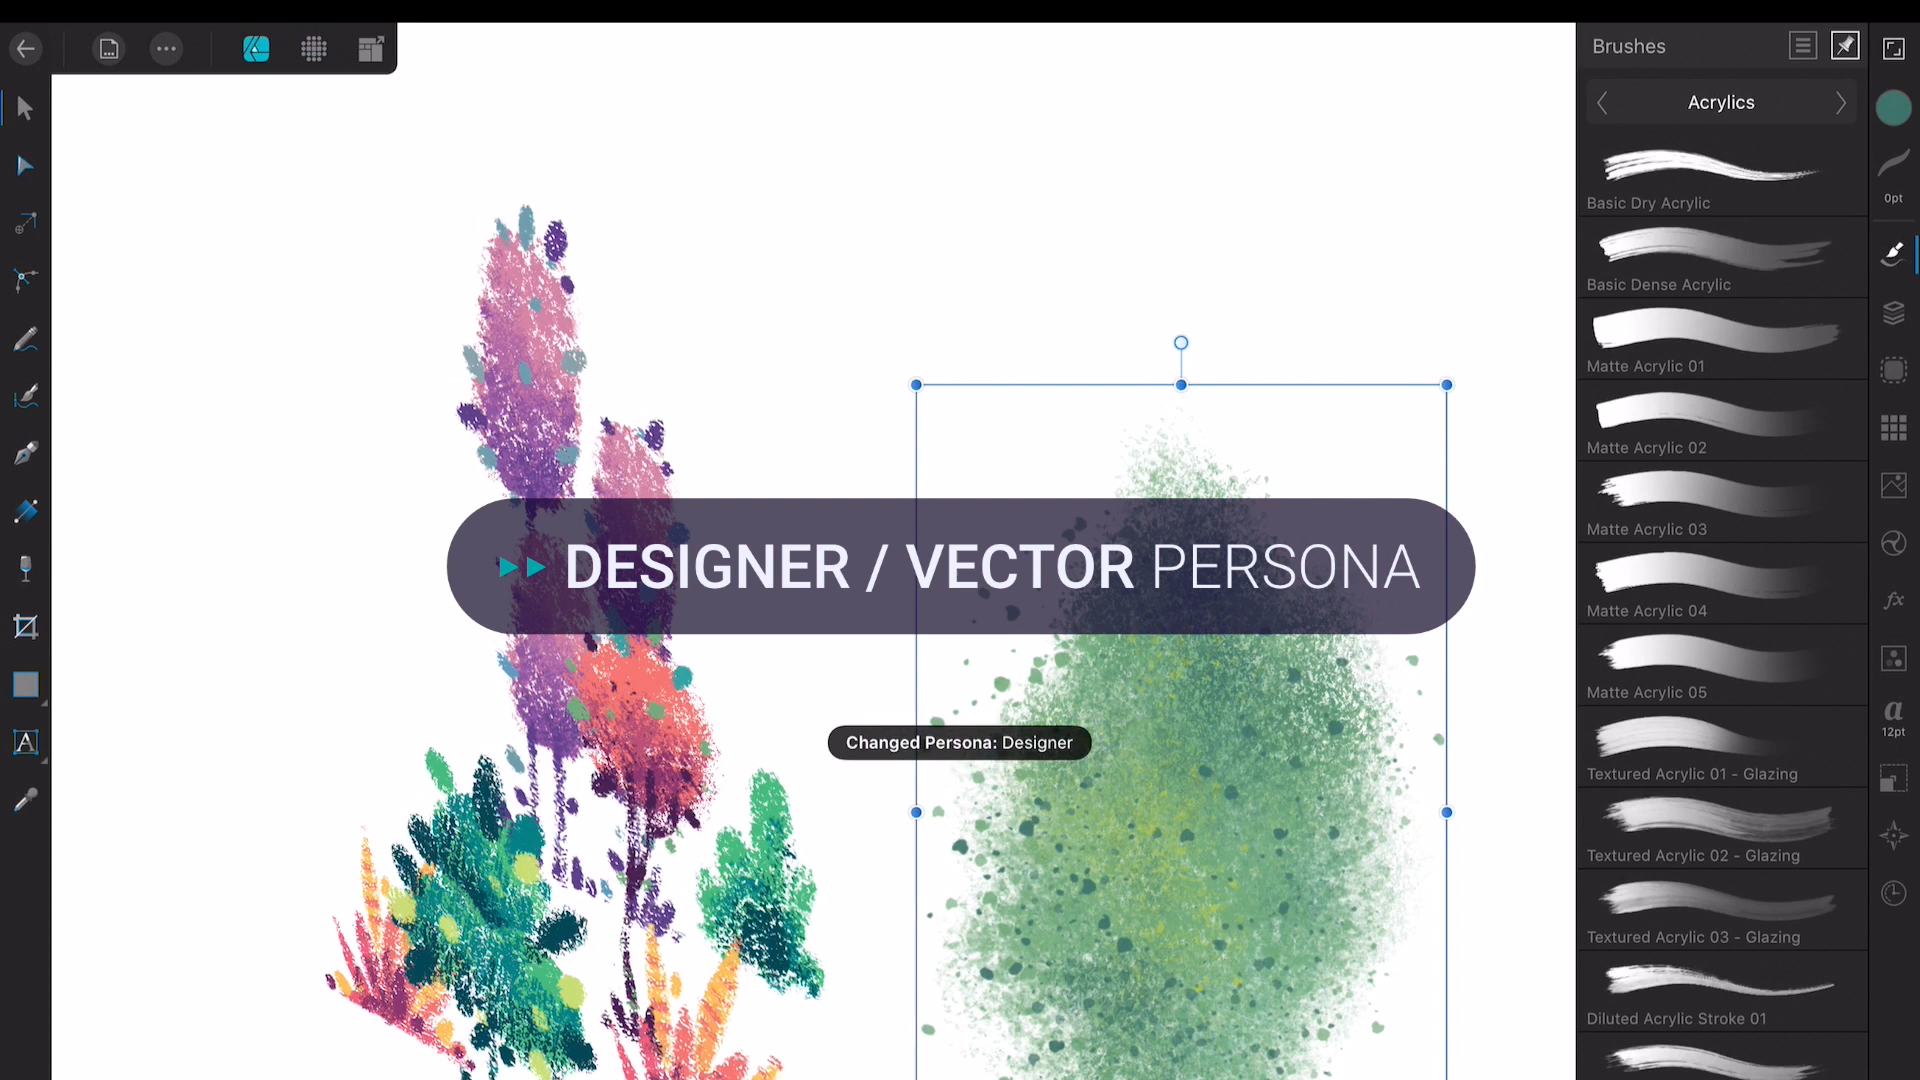 Brushes
Acrylics
Basic Dry Acrylic
0pt
Basic Dense Acrylic
Matte Acrylic 01
Matte Acrylic 02
Matte Acrylic 03
DESIGNER / VECTOR PERSONA
fx
Matte Acrylic 04
Matte Acrylic 05
a
12pt
A
Changed Persona: Designer
Textured Acrylic 01 - Glazing
Textured Acrylic 02 - Glazing
Textured Acrylic 03 - Glazing
Diluted Acrylic Stroke 01